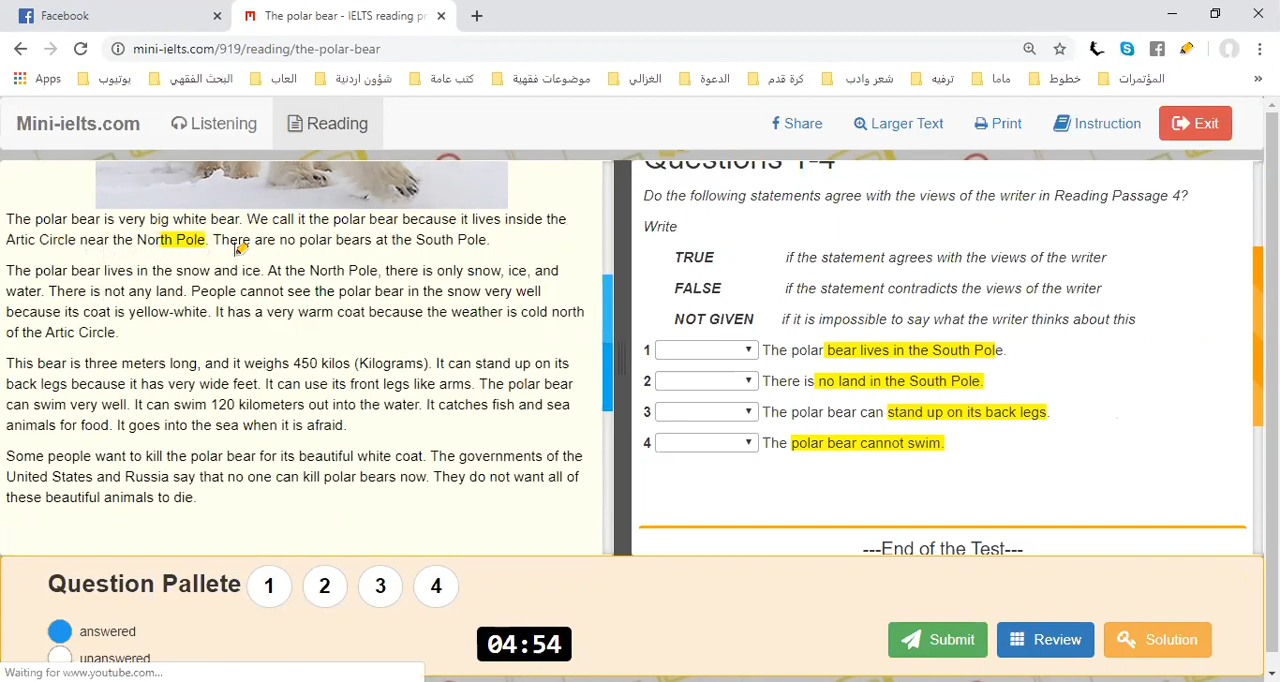 Facebook
The polar bear - IELTS reading pr
mini-ielts.com/919/reading/the-polar-bear
Apps يوتيوب البحث الفقهي العاب شؤون اردنية كتب عامة موضوعات فقهية الغزالي الدعوة كرة قدم شعر وادب ترفيه ماما خطوط المؤتمرات »
Mini-ielts.com Listening Reading Share Larger Text Print Instruction Exit
The polar bear is very big white bear. We call it the polar bear because it lives inside the
Artic Circle near the North Pole. There are no polar bears at the South Pole.
The polar bear lives in the snow and ice. At the North Pole, there is only snow, ice, and
water. There is not any land. People cannot see the polar bear in the snow very well
because its coat is yellow-white. It has a very warm coat because the weather is cold north
of the Artic Circle.
This bear is three meters long, and it weighs 450 kilos (Kilograms). It can stand up on its
back legs because it has very wide feet. It can use its front legs like arms. The polar bear
can swim very well. It can swim 120 kilometers out into the water. It catches fish and sea
animals for food. It goes into the sea when it is afraid.
Some people want to kill the polar bear for its beautiful white coat. The governments of the
United States and Russia say that no one can kill polar bears now. They do not want all of
these beautiful animals to die.
Questions 1-4
Do the following statements agree with the views of the writer in Reading Passage 4?
Write
TRUE if the statement agrees with the views of the writer
FALSE if the statement contradicts the views of the writer
NOT GIVEN if it is impossible to say what the writer thinks about this
1 The polar bear lives in the South Pole.
2 There is no land in the South Pole.
3 The polar bear can stand up on its back legs.
4 The polar bear cannot swim.
---End of the Test---
Question Pallete 1 2 3 4
answered
unanswered
04:54
Submit Review Solution
Waiting for www.youtube.com...